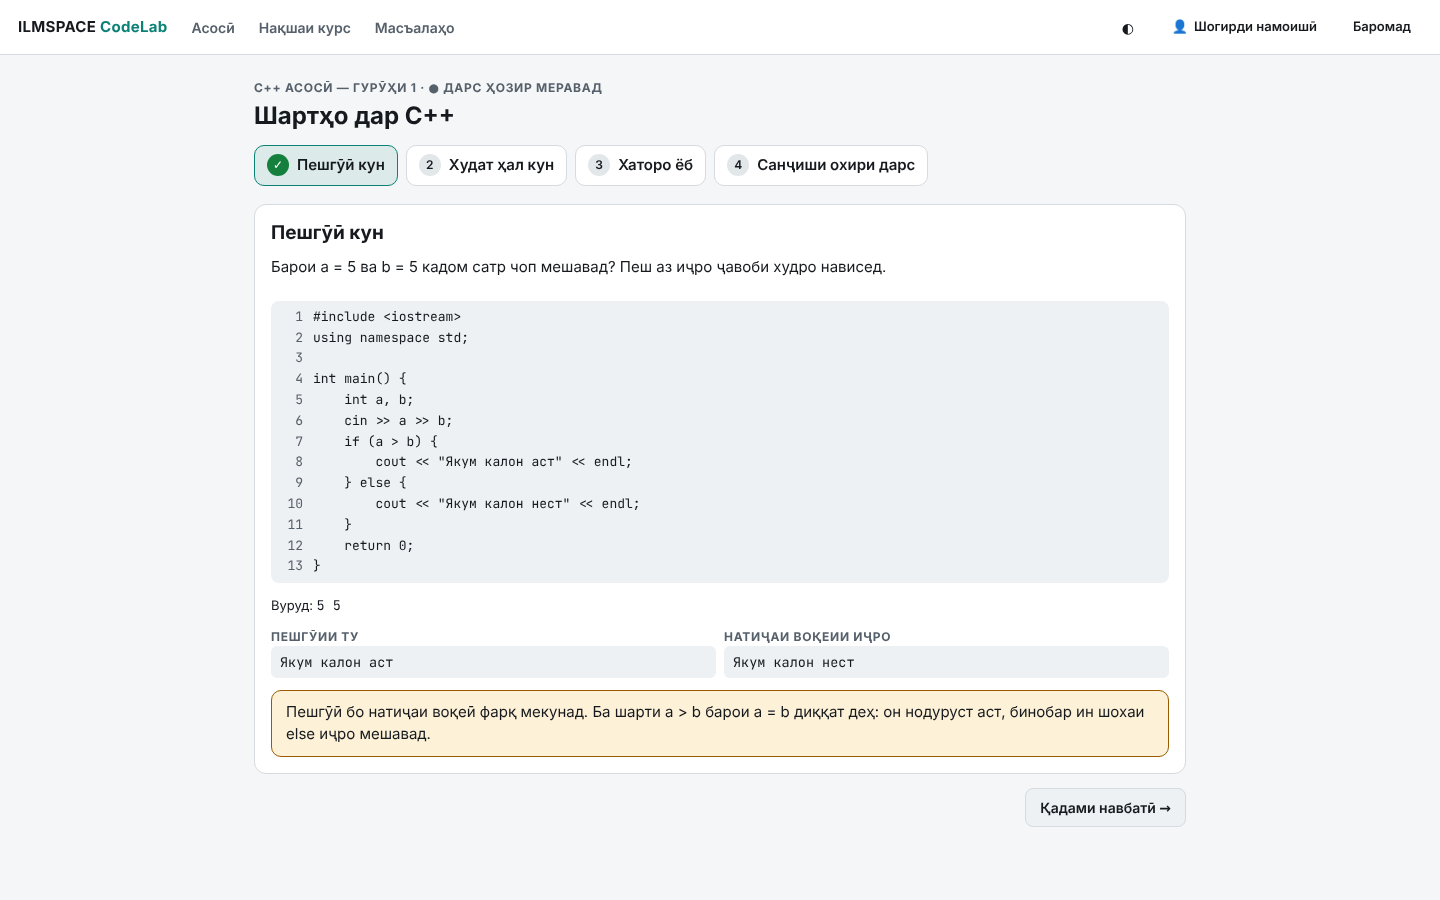 ILMSPACE CodeLab Асосӣ Нақшаи курс Масъалаҳо Шогирди намоишӣ Баромад
C++ АСОСӢ — ГУРӮҲИ 1 · ● ДАРС ҲОЗИР МЕРАВАД
Шартҳо дар C++
✓ Пешгӯӣ кун 2 Худат ҳал кун 3 Хаторо ёб 4 Санҷиши охири дарс
Пешгӯӣ кун
Барои a = 5 ва b = 5 кадом сатр чоп мешавад? Пеш аз иҷро ҷавоби худро нависед.
1 #include <iostream>
2 using namespace std;
3
4 int main() {
5     int a, b;
6     cin >> a >> b;
7     if (a > b) {
8         cout << "Якум калон аст" << endl;
9     } else {
10         cout << "Якум калон нест" << endl;
11     }
12     return 0;
13 }
Вуруд: 5 5
ПЕШГӮИИ ТУ НАТИҶАИ ВОҚЕИИ ИҶРО
Якум калон аст Якум калон нест
Пешгӯӣ бо натиҷаи воқеӣ фарқ мекунад. Ба шарти a > b барои a = b диққат деҳ: он нодуруст аст, бинобар ин шохаи
else иҷро мешавад.
Қадами навбатӣ →